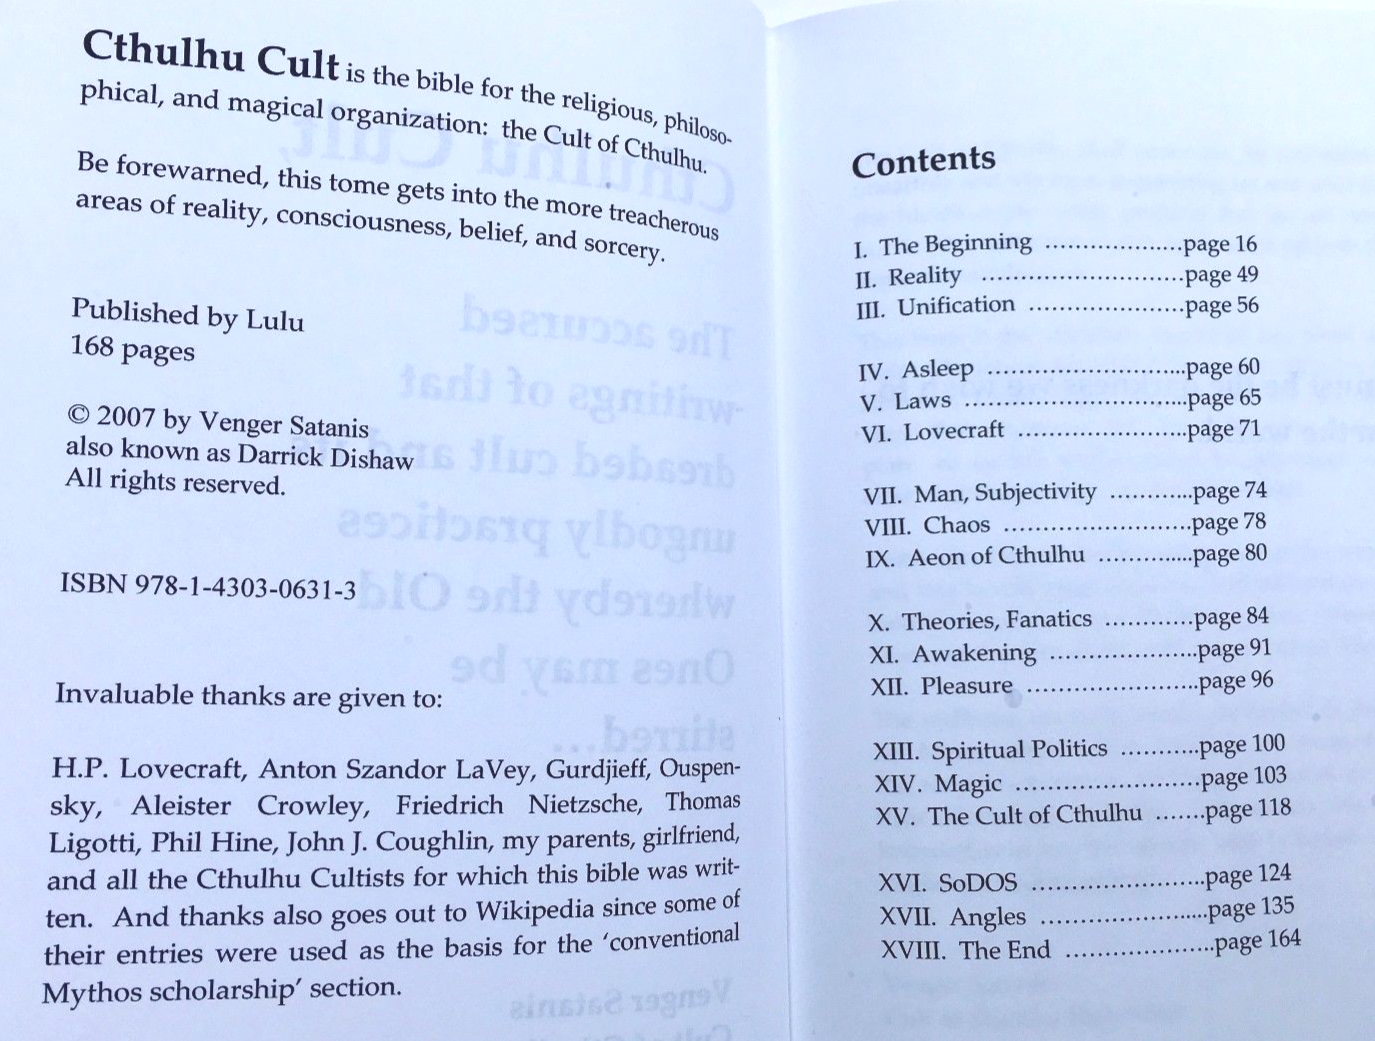 Cthulhu Cult is the bible for the religious, philoso-
phical, and magical organization: the Cult of Cthulhu.
Be forewarned, this tome gets into the more treacherous
areas of reality, consciousness, belief, and sorcery.
Published by Lulu
168 pages
© 2007 by Venger Satanis
also known as Darrick Dishaw
All rights reserved.
ISBN 978-1-4303-0631-3
Invaluable thanks are given to:
H.P. Lovecraft, Anton Szandor LaVey, Gurdjieff, Ouspen-
sky, Aleister Crowley, Friedrich Nietzsche, Thomas
Ligotti, Phil Hine, John J. Coughlin, my parents, girlfriend,
and all the Cthulhu Cultists for which this bible was writ-
ten. And thanks also goes out to Wikipedia since some of
their entries were used as the basis for the 'conventional
Mythos scholarship' section.
Contents
I. The Beginning ..................page 16
II. Reality ..........................page 49
III. Unification ....................page 56
IV. Asleep ..........................page 60
V. Laws .............................page 65
VI. Lovecraft ......................page 71
VII. Man, Subjectivity ...........page 74
VIII. Chaos ........................page 78
IX. Aeon of Cthulhu ............page 80
X. Theories, Fanatics ............page 84
XI. Awakening ...................page 91
XII. Pleasure ......................page 96
XIII. Spiritual Politics ..........page 100
XIV. Magic ........................page 103
XV. The Cult of Cthulhu .......page 118
XVI. SoDOS .......................page 124
XVII. Angles ......................page 135
XVIII. The End ...................page 164